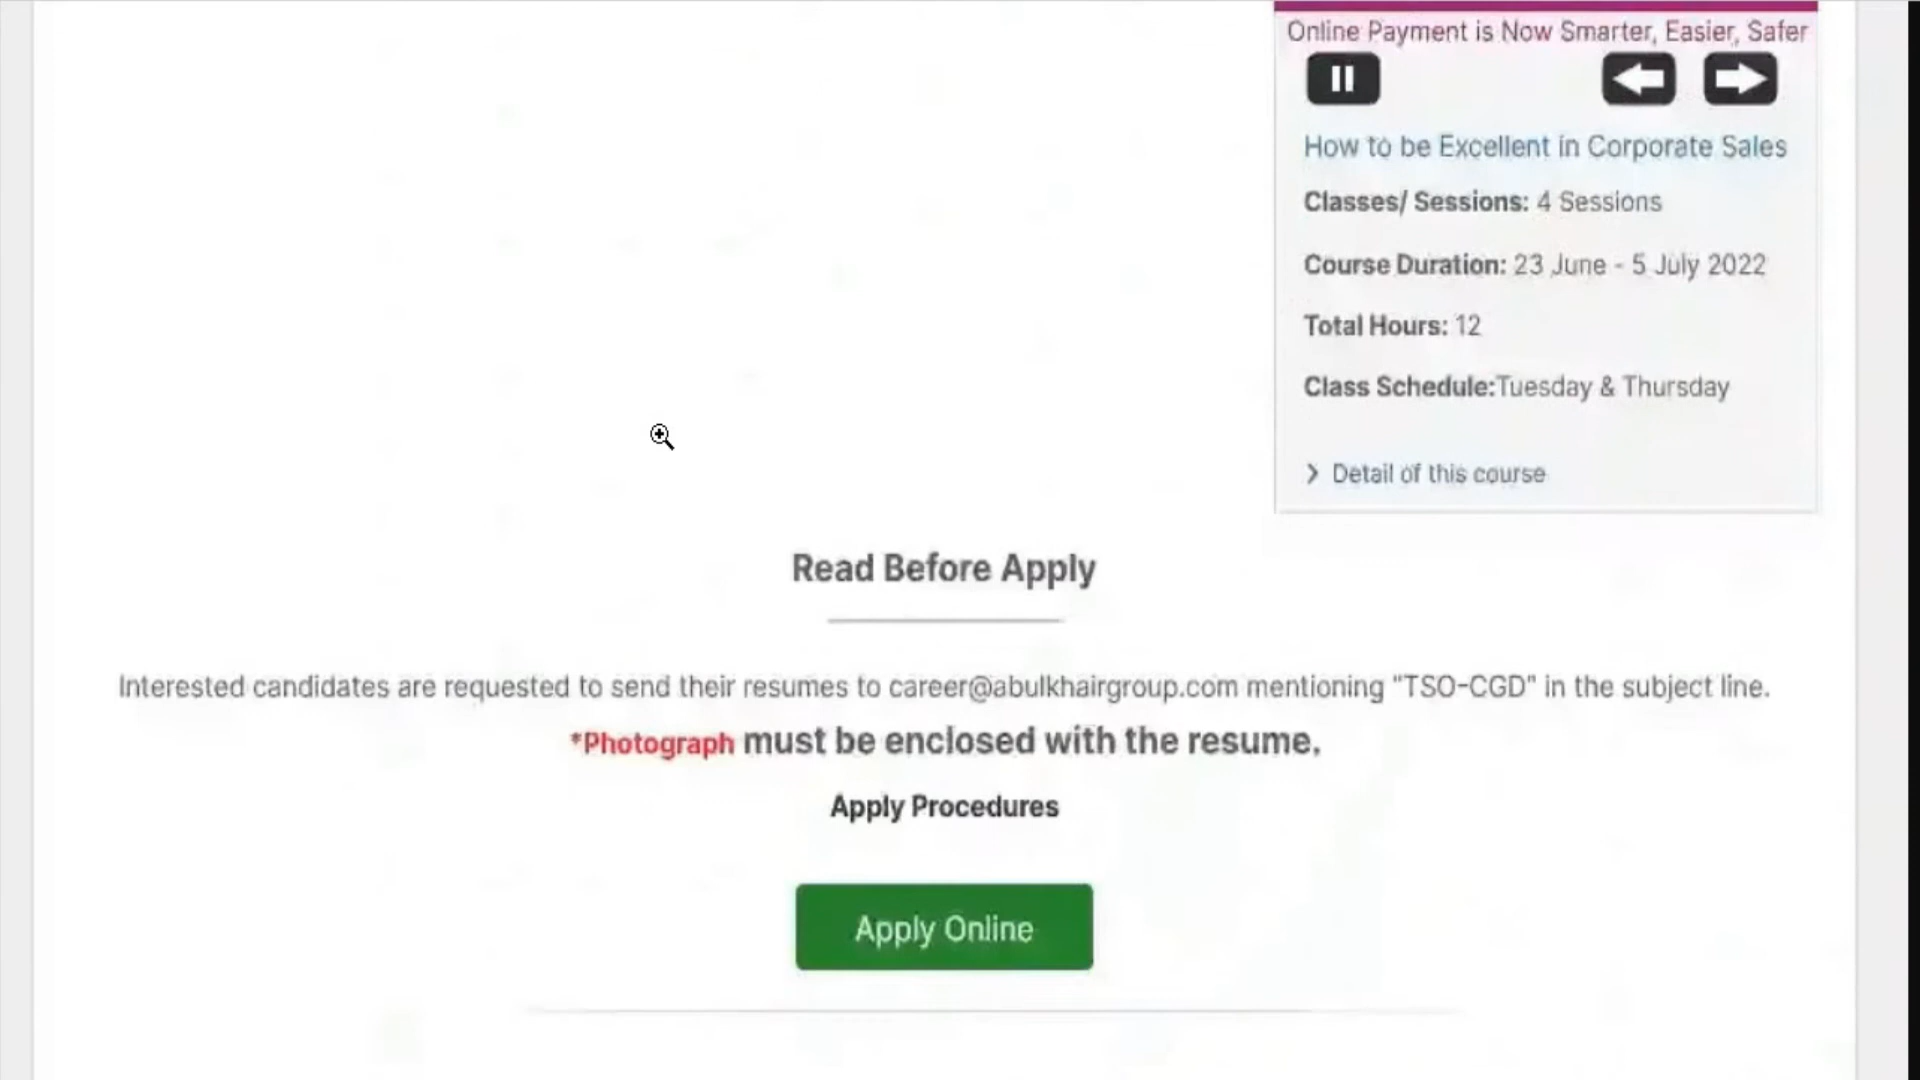 Online Payment is Now Smarter, Easier, Safer
How to be Excellent in Corporate Sales
Classes/ Sessions: 4 Sessions
Course Duration: 23 June - 5 July 2022
Total Hours: 12
Class Schedule:Tuesday & Thursday
Detail of this course
Read Before Apply
Interested candidates are requested to send their resumes to career@abulkhairgroup.com mentioning "TSO-CGD" in the subject line.
*Photograph must be enclosed with the resume.
Apply Procedures
Apply Online